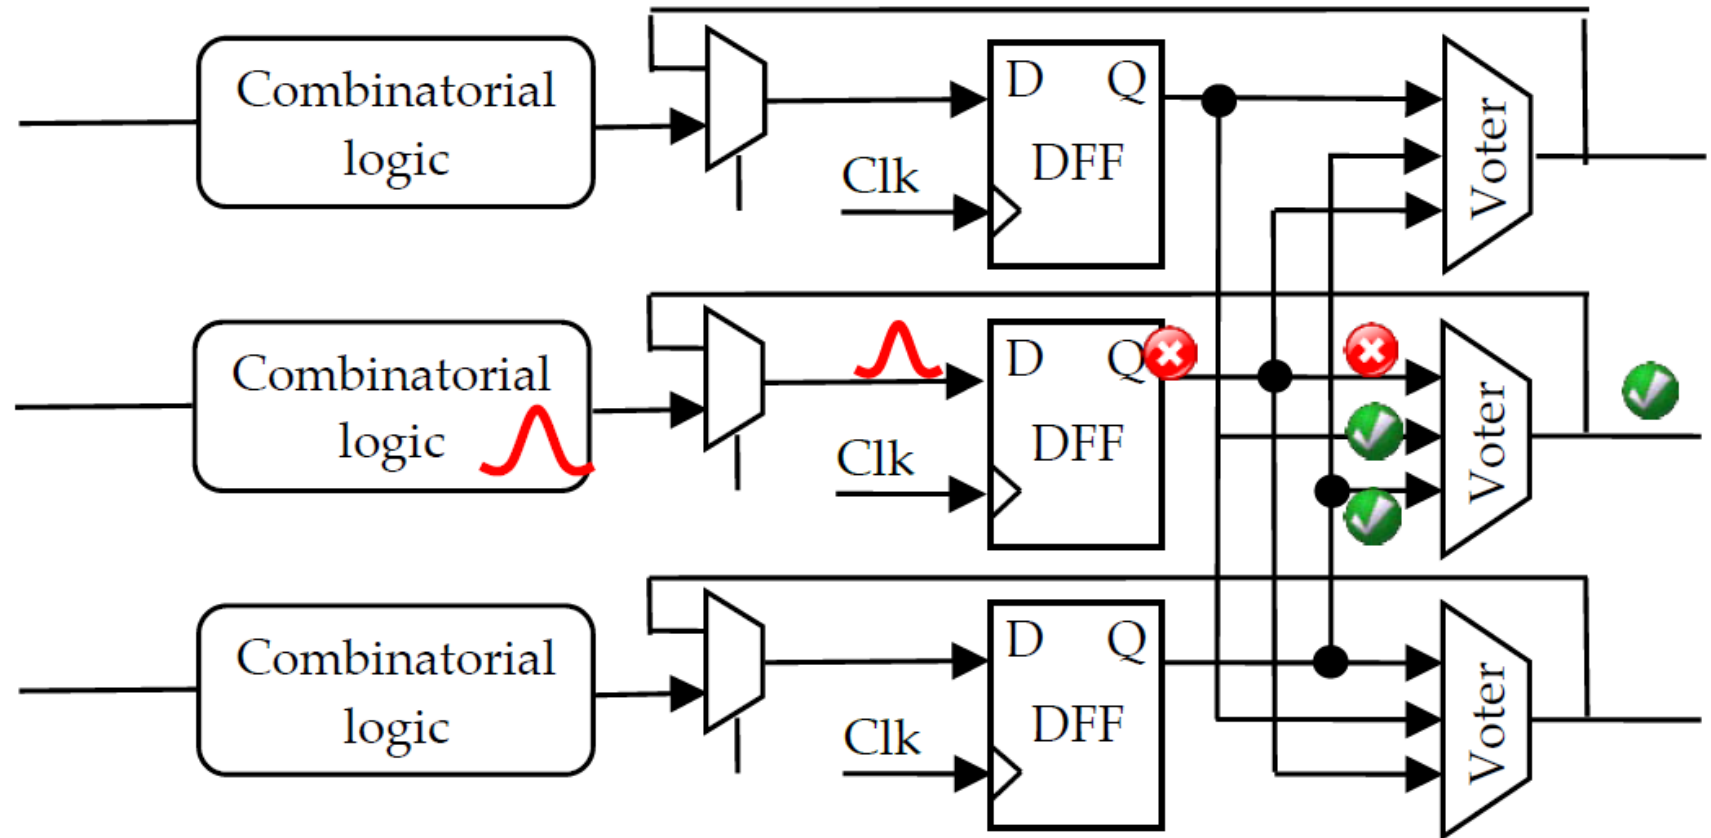 Combinatorial
logic
Clk
D Q
DFF
Voter
Combinatorial
logic
Clk
D Q
DFF
Voter
Combinatorial
logic
Clk
D Q
DFF
Voter